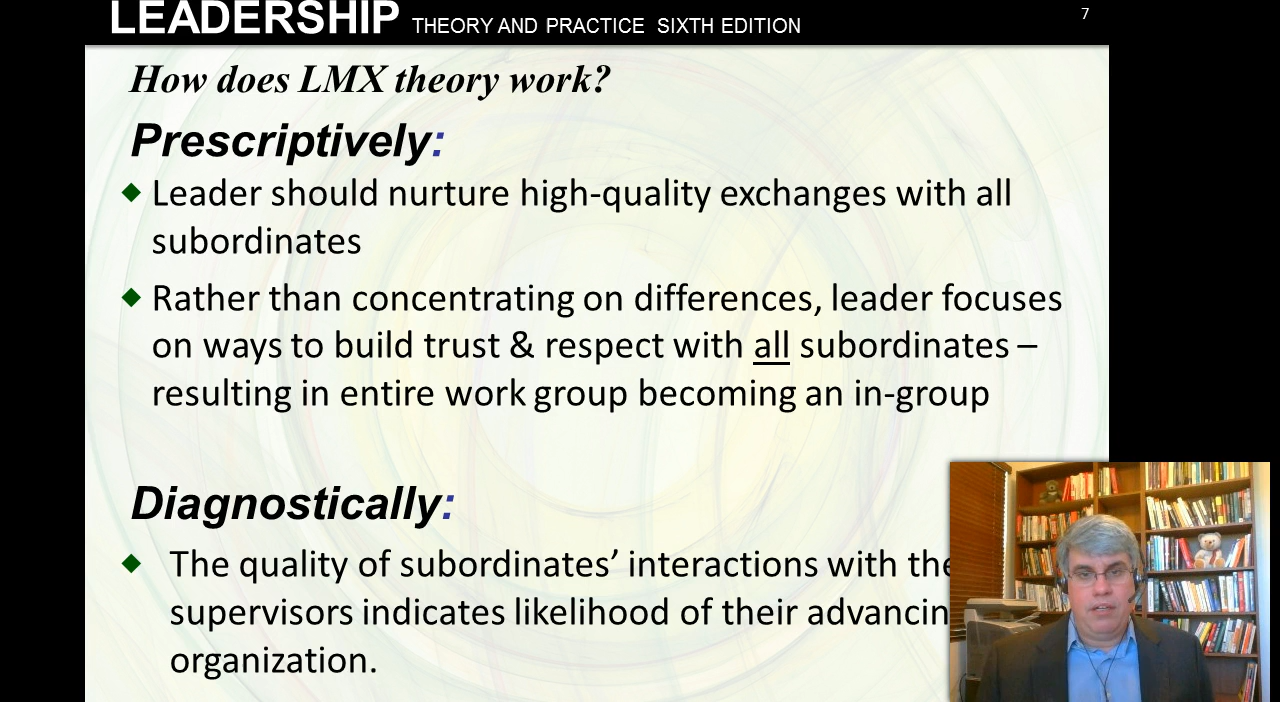 LEADERSHIP THEORY AND PRACTICE SIXTH EDITION
7
How does LMX theory work?
Prescriptively:
Leader should nurture high-quality exchanges with all
subordinates
Rather than concentrating on differences, leader focuses
on ways to build trust & respect with all subordinates –
resulting in entire work group becoming an in-group
Diagnostically:
The quality of subordinates’ interactions with the
supervisors indicates likelihood of their advancin
organization.